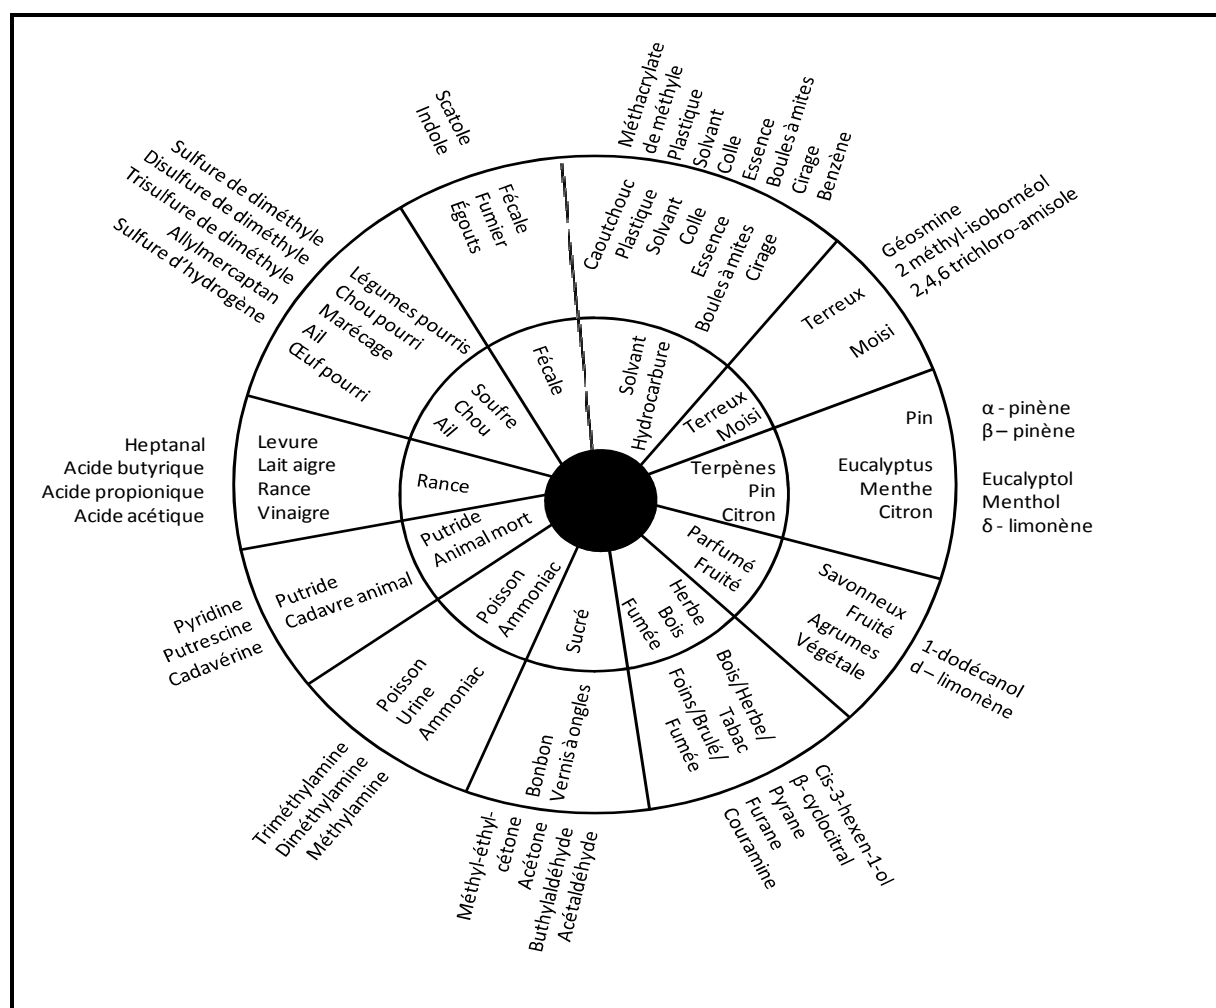 Scatole
Indole
Fécale
Fumier
Égouts
Fécale
Méthacrylate
de méthyle
Plastique
Solvant
Colle
Essence
Boules à mites
Cirage
Benzène
Caoutchouc
Plastique
Solvant
Colle
Essence
Boules à mites
Cirage
Solvant
Hydrocarbure
Géosmine
2 méthyl-isobornéol
2,4,6 trichloro-amisole
Terreux
Moisi
Terreux
Moisi
α - pinène
β – pinène
Eucalyptol
Menthol
δ - limonène
Pin
Eucalyptus
Menthe
Citron
Terpènes
Pin
Citron
1-dodécanol
d – limonène
Savonneux
Fruité
Agrumes
Végétale
Parfumé
Fruité
Cis-3-hexen-1-ol
β- cyclocitral
Pyrane
Furane
Couramine
Bois/Herbe/
Tabac
Foins/Brulé/
Fumée
Herbe
Bois
Fumée
Méthyl-éthyl-
cétone
Acétone
Buthylaldéhyde
Acétaldéhyde
Bonbon
Vernis à ongles
Sucré
Triméthylamine
Diméthylamine
Méthylamine
Poisson
Urine
Ammoniac
Poisson
Ammoniac
Pyridine
Putrescine
Cadavérine
Putride
Cadavre animal
Putride
Animal mort
Heptanal
Acide butyrique
Acide propionique
Acide acétique
Levure
Lait aigre
Rance
Vinaigre
Rance
Sulfure de diméthyle
Disulfure de diméthyle
Trisulfure de diméthyle
Allylmercaptan
Sulfure d'hydrogène
Légumes pourris
Chou pourri
Marécage
Ail
Œuf pourri
Soufre
Chou
Ail